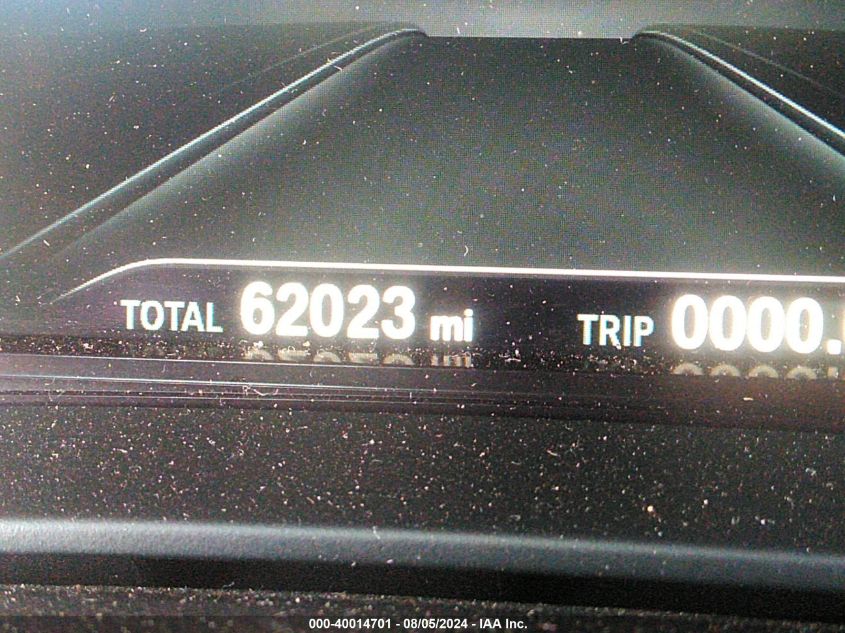 TOTAL 62023 mi TRIP 0000.
000-40014701 - 08/05/2024 - IAA Inc.